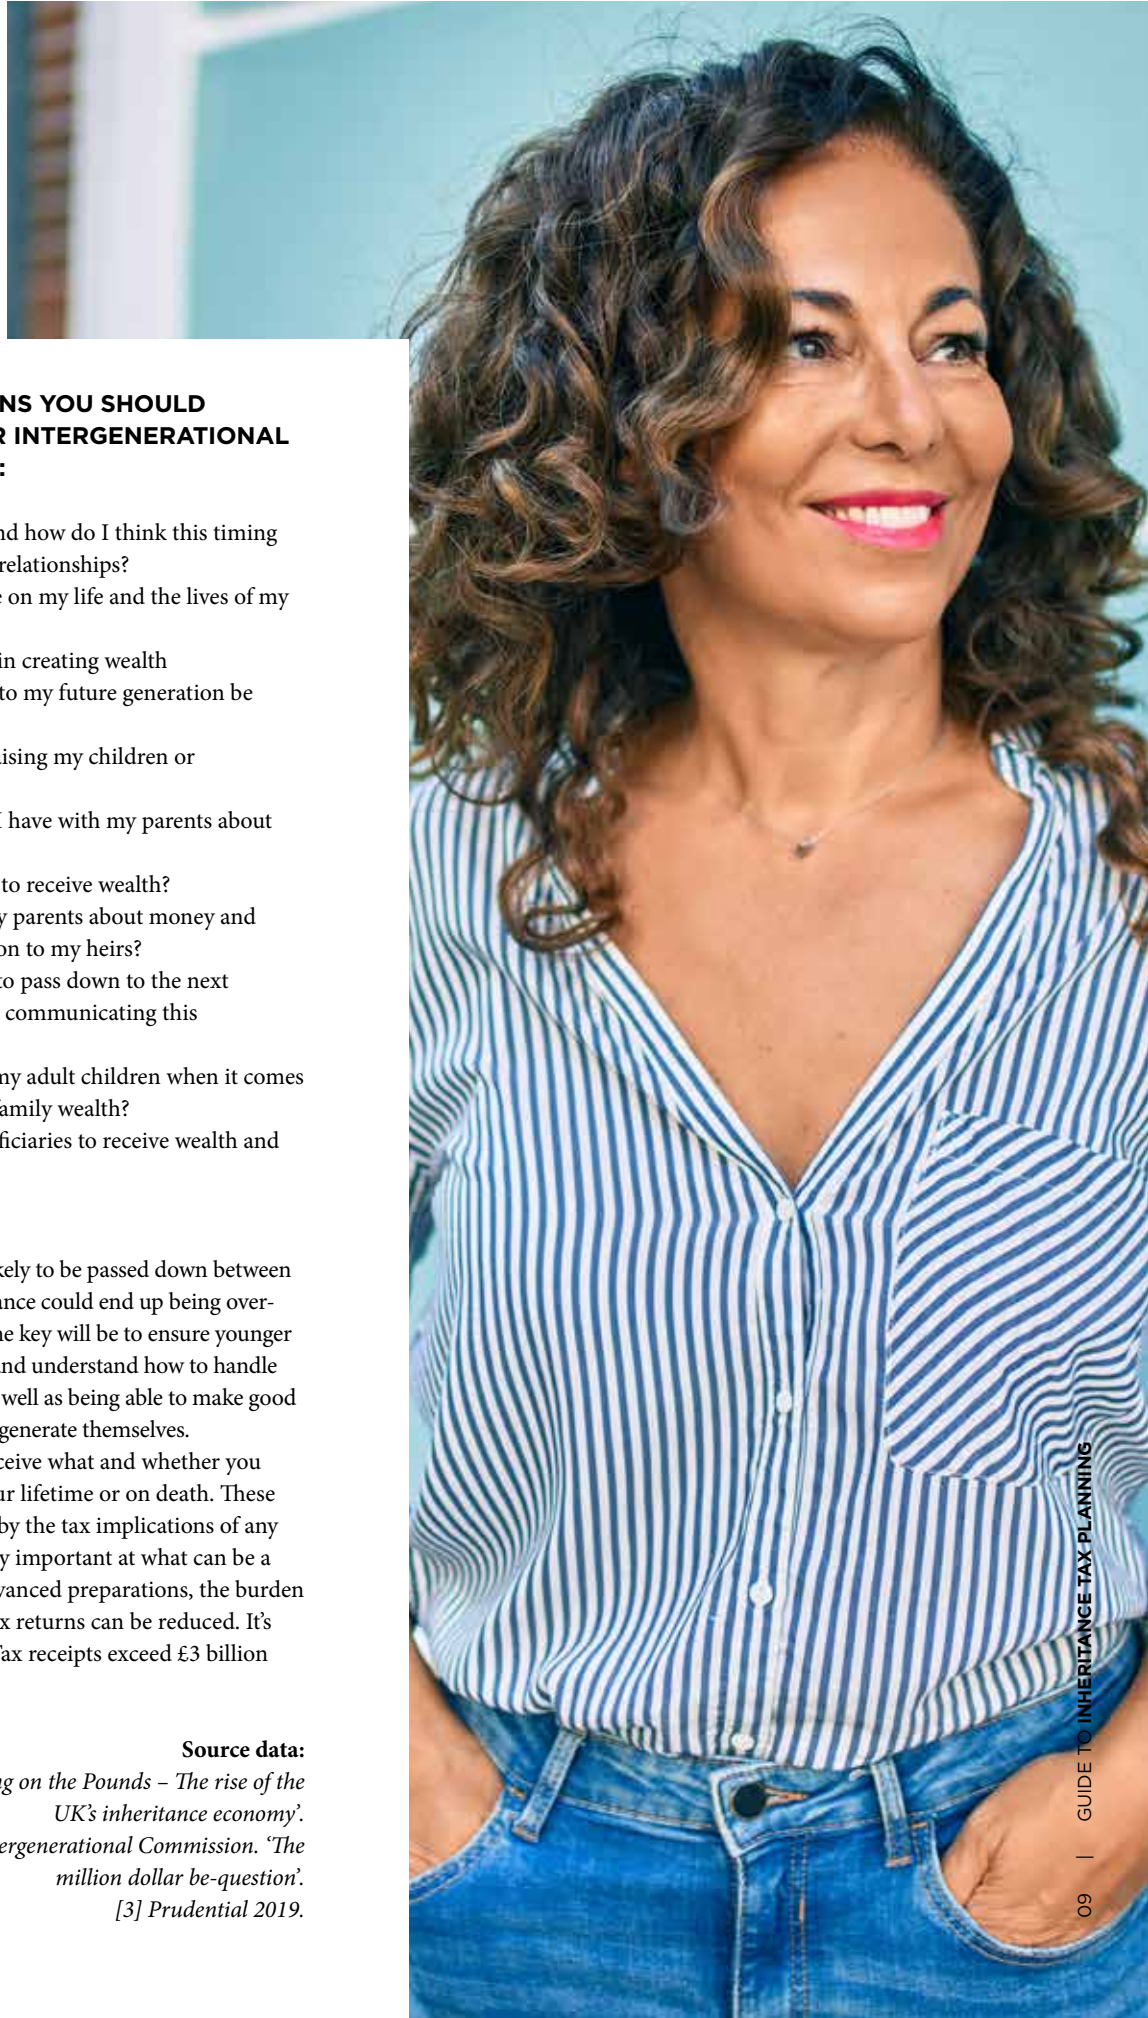 NS YOU SHOULD
R INTERGENERATIONAL
:
nd how do I think this timing
relationships?
e on my life and the lives of my
in creating wealth
to my future generation be
ising my children or
I have with my parents about
to receive wealth?
y parents about money and
on to my heirs?
to pass down to the next
communicating this
my adult children when it comes
family wealth?
ficiaries to receive wealth and
kely to be passed down between
ance could end up being over-
he key will be to ensure younger
and understand how to handle
well as being able to make good
generate themselves.
ceive what and whether you
ur lifetime or on death. These
by the tax implications of any
y important at what can be a
vanced preparations, the burden
x returns can be reduced. It’s
Tax receipts exceed £3 billion
Source data:
ng on the Pounds – The rise of the
UK’s inheritance economy’.
ergenerational Commission. ‘The
million dollar be-question’.
[3] Prudential 2019.
09 | GUIDE TO INHERITANCE TAX PLANNING